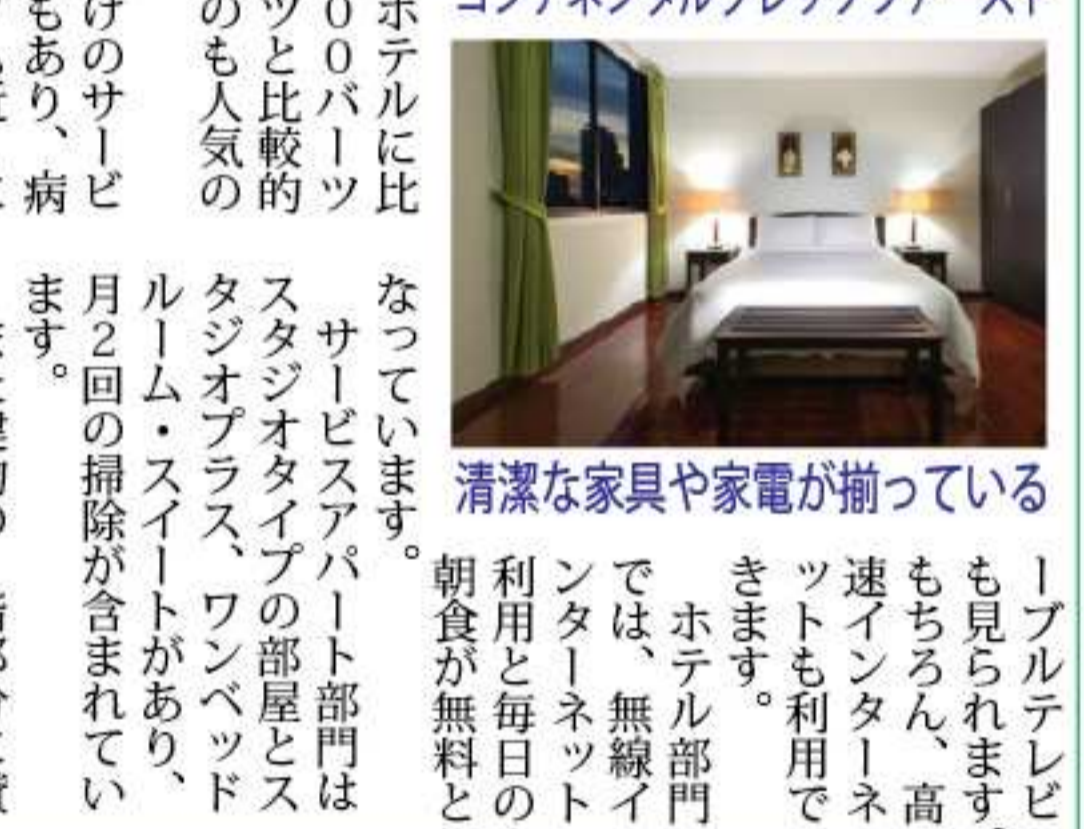 ホテルに比
００バーツ
ツと比較的
のも人気の
けのサービ
もあり、病
清潔な家具や家電が揃っている
ーブルテレビ
も見られます。
もちろん、高
速インターネ
ットも利用で
きます。
ホテル部門
では、無線イ
ンターネット
利用と毎日の
朝食が無料と
なっています。
サービスアパート部門は
スタジオタイプの部屋とス
タジオプラス、ワンベッド
ルーム・スイートがあり、
月２回の掃除が含まれてい
ます。